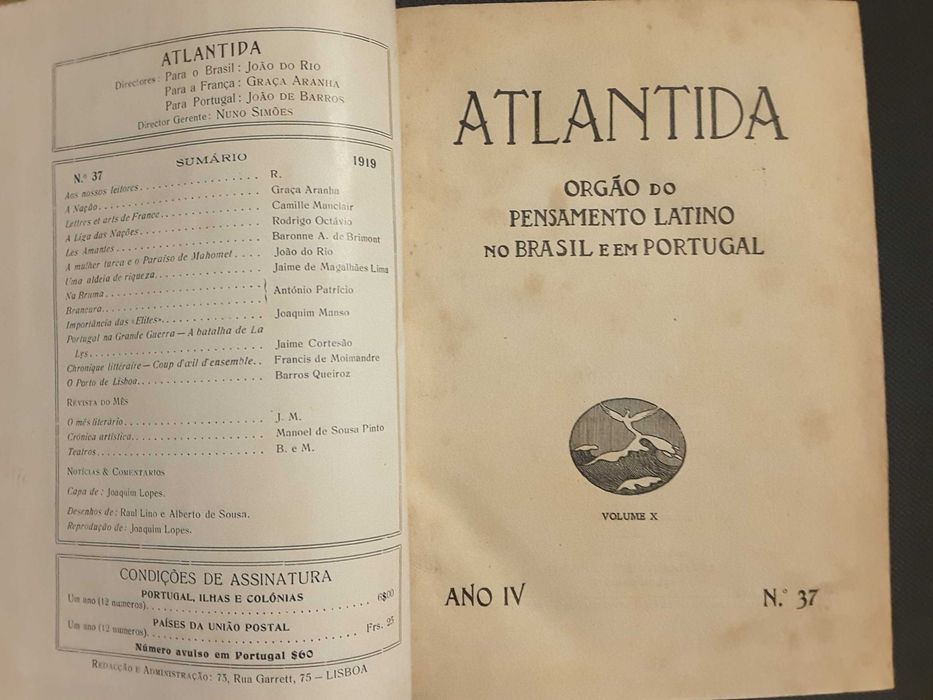 ATLANTIDA
Directores: Para o Brasil: JOÃO DO RIO
Para a França: GRAÇA ARANHA
Para Portugal: JOÃO DE BARROS
Director Gerente: NUNO SIMÕES
SUMÁRIO
N.º 37 1919
Aos nossos leitores. R.
A Nação. Graça Aranha
Lettres et arts de France. Camille Mauclair
A Liga das Nações. Rodrigo Octávio
Les Amantes. Baronne A. de Brimont
A mulher turca e o Paraiso de Mahomet. João do Rio
Uma aldeia de riqueza. Jaime de Magalhães Lima
Na Bruma. António Patrício
Brancura.
Importância das «Elites». Joaquim Manso
Portugal na Grande Guerra — A batalha de La
Lys. Jaime Cortesão
Chronique littéraire — Coup d'œil d'ensemble. Francis de Moimandre
O Porto de Lisboa. Barros Queiroz
REVISTA DO MÊS
O mês literário. J. M.
Crónica artística. Manoel de Sousa Pinto
Teatros. B. e M.
NOTÍCIAS & COMENTARIOS
Capa de: Joaquim Lopes.
Desenhos de: Raul Lino e Alberto de Sousa.
Reprodução de: Joaquim Lopes.
CONDIÇÕES DE ASSINATURA
PORTUGAL, ILHAS E COLÓNIAS
Um ano (12 numeros). 6$00
PAÍSES DA UNIÃO POSTAL
Um ano (12 numeros). Frs. 25
Número avulso em Portugal $60
REDACÇÃO E ADMINISTRAÇÃO: 73, Rua Garrett, 75 — LISBOA
ATLANTIDA
ORGÃO DO
PENSAMENTO LATINO
NO BRASIL E EM PORTUGAL
VOLUME X
AÑO IV N.º 37